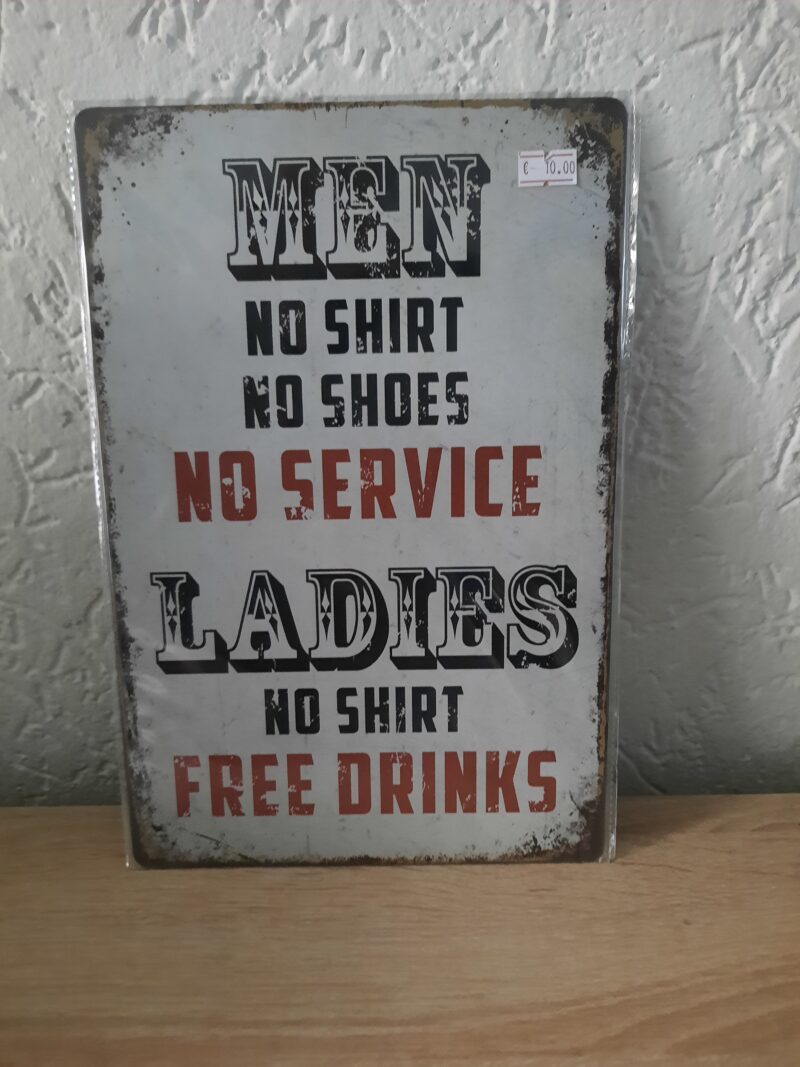 MEN
€ 10.00
NO SHIRT
NO SHOES
NO SERVICE
LADIES
NO SHIRT
FREE DRINKS